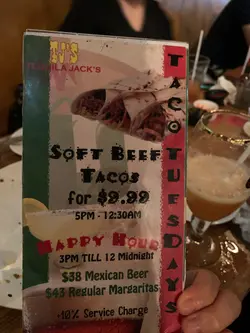 JACK'S
SOFT BEEF
TACOS
for $9.99
5PM - 12:30AM
HAPPY HOUR
3PM TILL 12 Midnight
$38 Mexican Beer
$43 Regular Margaritas
10% Service Charge
TACO TUESDAYS